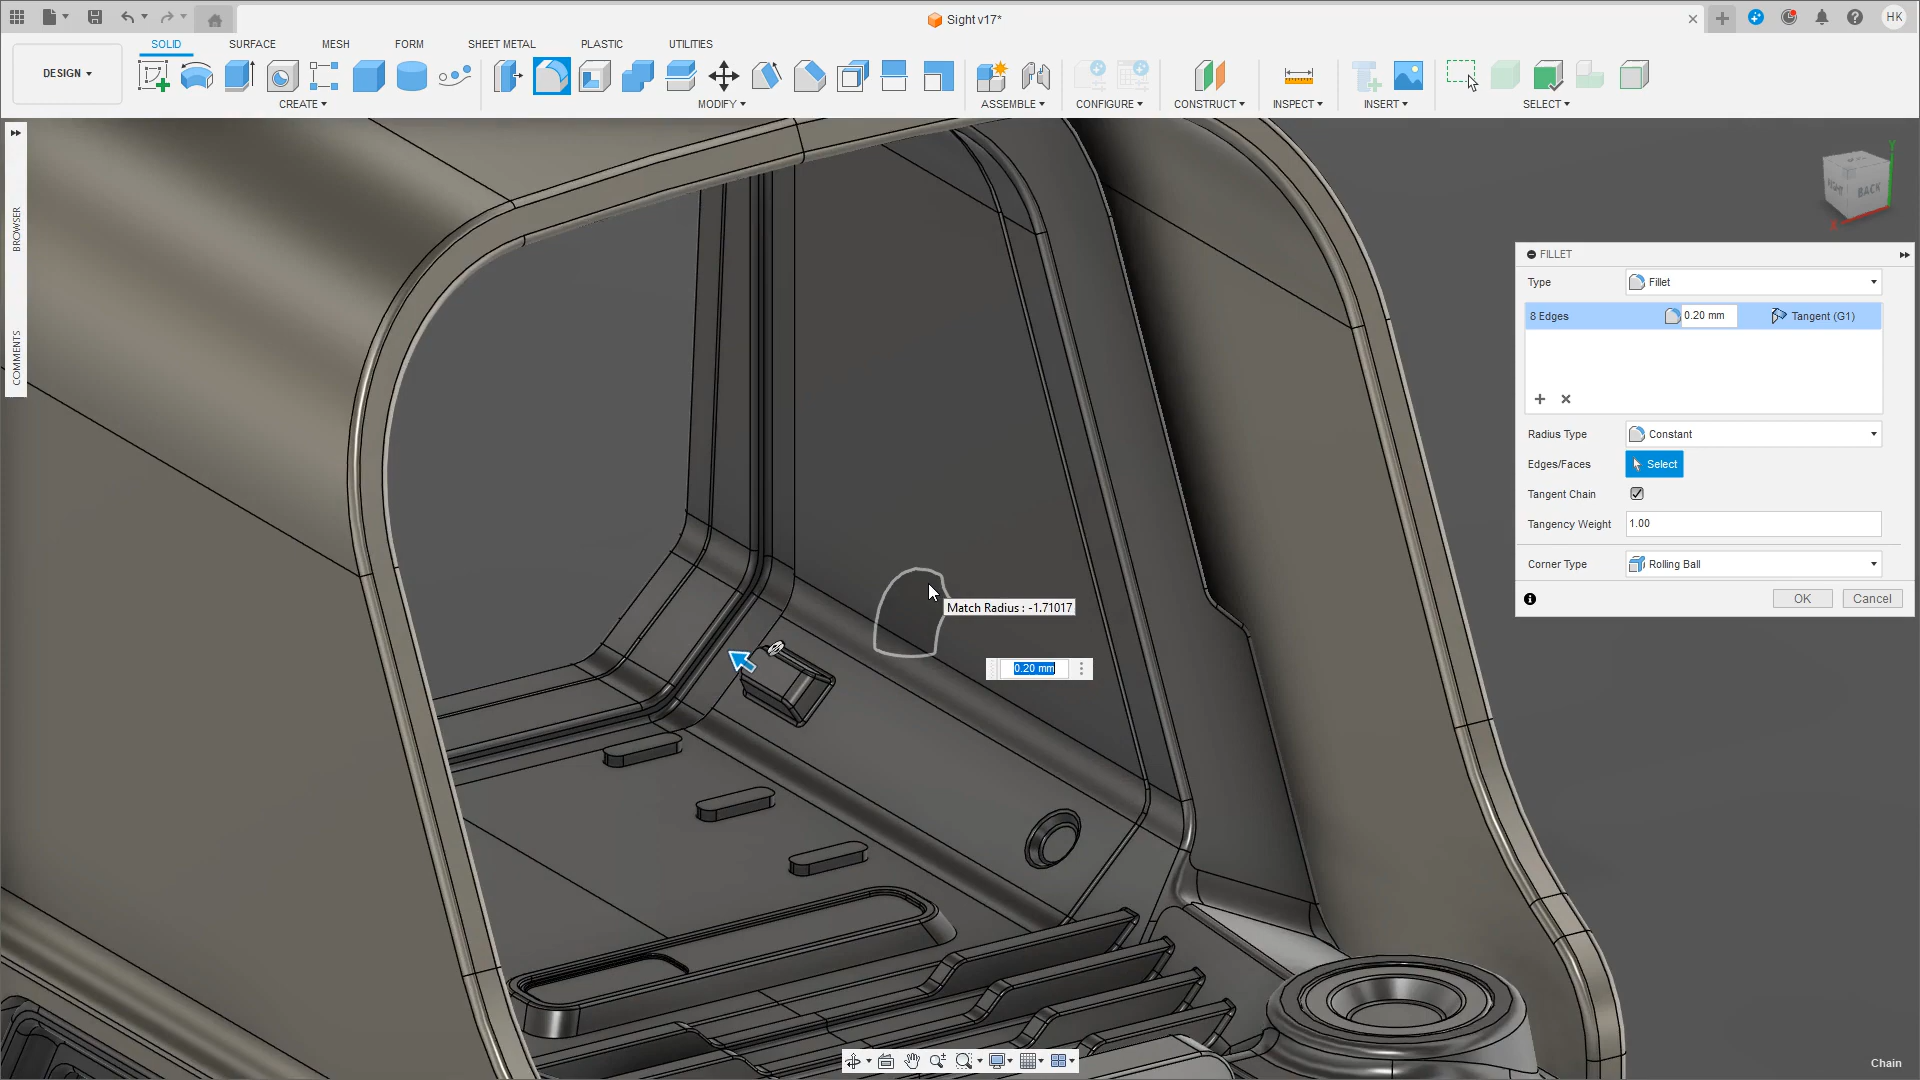 Sight v17*
HK
DESIGN
SOLID
SURFACE
MESH
FORM
SHEET METAL
PLASTIC
UTILITIES
CREATE
MODIFY
ASSEMBLE
CONFIGURE
CONSTRUCT
INSPECT
INSERT
SELECT
BROWSER
COMMENTS
Y
BACK
FILLET
Type
Fillet
8 Edges
0.20 mm
Tangent (G1)
Radius Type
Constant
Edges/Faces
Select
Tangent Chain
Tangency Weight
1.00
Corner Type
Rolling Ball
OK
Cancel
Match Radius : -1.71017
0.20 mm
Chain